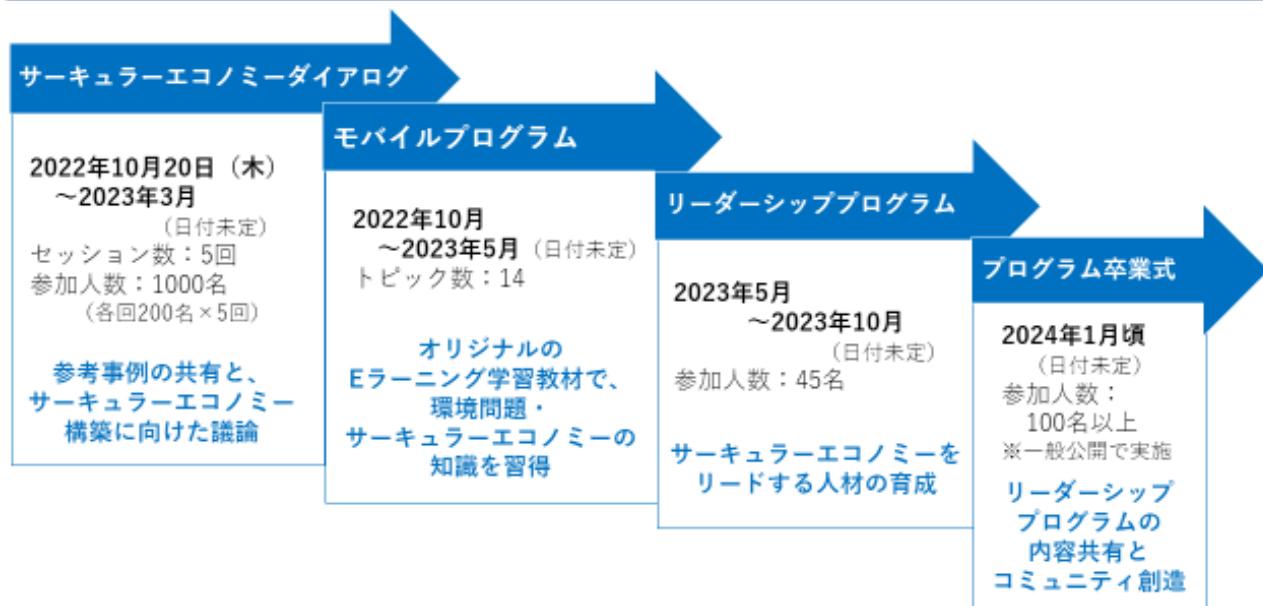 サーキュラーエコノミーダイアログ
2022年10月20日（木）
～2023年3月
（日付未定）
セッション数：5回
参加人数：1000名
（各回200名×5回）
参考事例の共有と、
サーキュラーエコノミー
構築に向けた議論
モバイルプログラム
2022年10月
～2023年5月（日付未定）
トピック数：14
オリジナルの
Eラーニング学習教材で、
環境問題・
サーキュラーエコノミーの
知識を習得
リーダーシッププログラム
2023年5月
～2023年10月
（日付未定）
参加人数：45名
サーキュラーエコノミーを
リードする人材の育成
プログラム卒業式
2024年1月頃
（日付未定）
参加人数：
100名以上
※一般公開で実施
リーダーシップ
プログラムの
内容共有と
コミュニティ創造